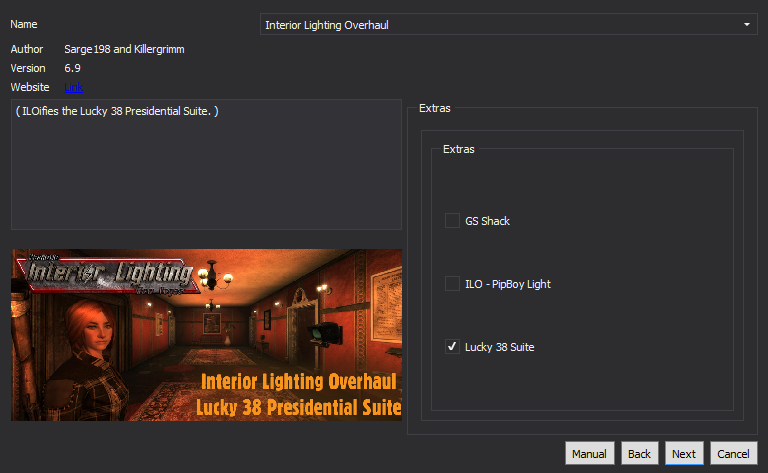 Name
Interior Lighting Overhaul
Author Sarge198 and Killergrimm
Version 6.9
Website Link
( ILOifies the Lucky 38 Presidential Suite. )
Extras
Extras
GS Shack
ILO - PipBoy Light
Lucky 38 Suite
Interior Lighting
Interior Lighting Overhaul
Lucky 38 Presidential Suite
Manual Back Next Cancel